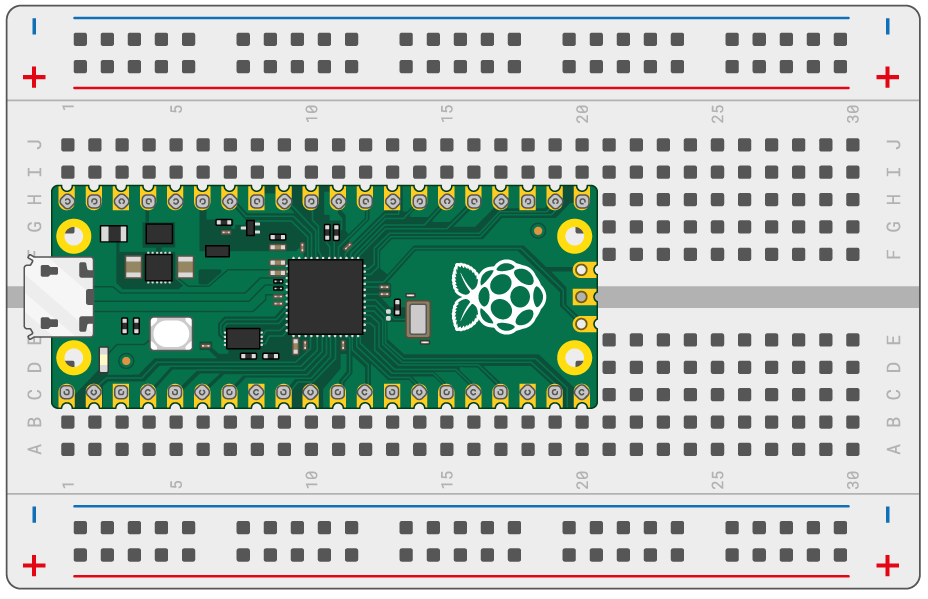 - -
+ +
1 5 10 15 20 25 30
J J
I I
H H
G G
F F
E E
D D
C C
B B
A A
1 5 10 15 20 25 30
- -
+ +